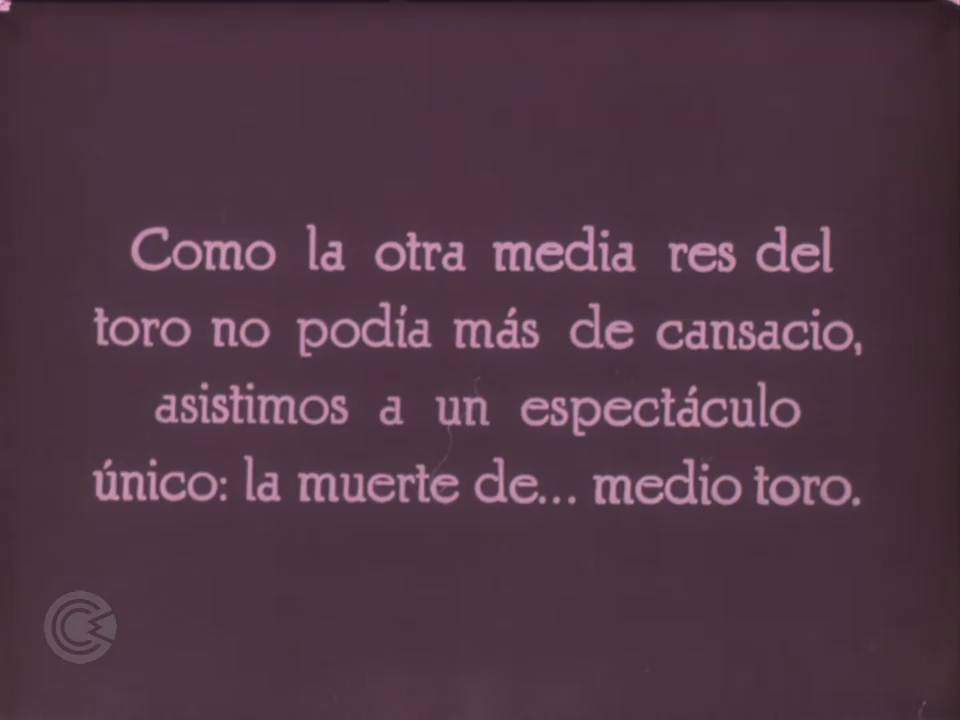 Como la otra media res del
toro no podía más de cansacio,
asistimos a un espectáculo
único: la muerte de... medio toro.